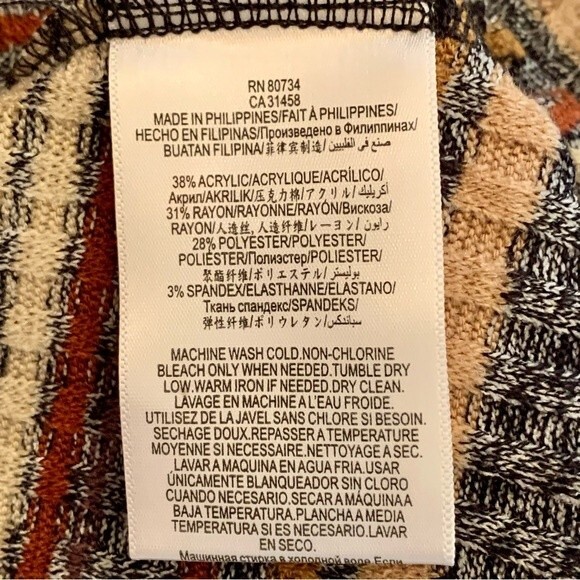 RN 80734
CA 31458
MADE IN PHILIPPINES/FAIT À PHILIPPINES/
HECHO EN FILIPINAS/Произведено в Филиппинах/
BUATAN FILIPINA/菲律宾制造/ صنع في الفلبين/
38% ACRYLIC/ACRYLIQUE/ACRÍLICO/
Акрил/AKRILIK/压克力棉/アクリル/ أكريليك/
31% RAYON/RAYONNE/RAYÓN/Вискоза/
RAYON/人造丝, 人造纤维/レーヨン/ رايون/
28% POLYESTER/POLYESTER/
POLIÉSTER/Полиэстер/POLIESTER/
聚酯纤维/ポリエステル/ بوليستر/
3% SPANDEX/ELASTHANNE/ELASTANO/
Ткань спандекс/SPANDEKS/
弹性纤维/ポリウレタン/ سباندكس/
MACHINE WASH COLD.NON-CHLORINE
BLEACH ONLY WHEN NEEDED.TUMBLE DRY
LOW.WARM IRON IF NEEDED.DRY CLEAN.
LAVAGE EN MACHINE A L'EAU FROIDE.
UTILISEZ DE LA JAVEL SANS CHLORE SI BESOIN.
SECHAGE DOUX.REPASSER A TEMPERATURE
MOYENNE SI NECESSAIRE.NETTOYAGE A SEC.
LAVAR A MAQUINA EN AGUA FRIA.USAR
ÚNICAMENTE BLANQUEADOR SIN CLORO
CUANDO NECESARIO.SECAR A MÁQUINA A
BAJA TEMPERATURA.PLANCHA A MEDIA
TEMPERATURA SI ES NECESARIO.LAVAR
EN SECO.
Машинная стирка в холодной воде.Если